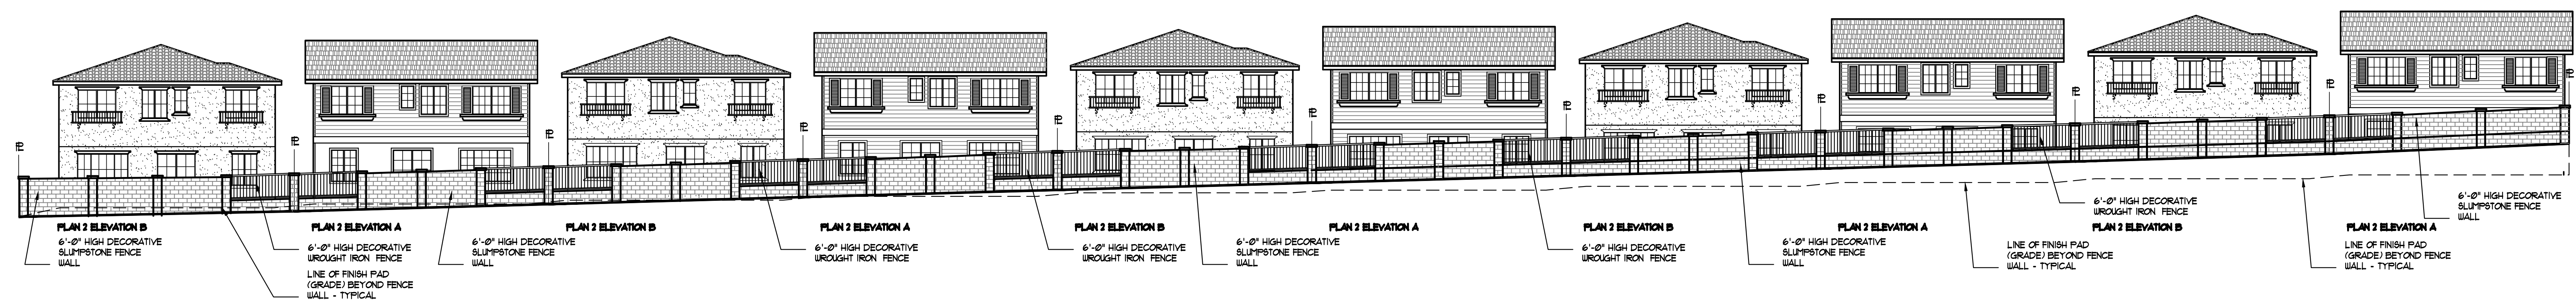 PLAN 2 ELEVATION B
6'-0" HIGH DECORATIVE
SLUMPSTONE FENCE
WALL
PLAN 2 ELEVATION A
6'-0" HIGH DECORATIVE
WROUGHT IRON FENCE
LINE OF FINISH PAD
(GRADE) BEYOND FENCE
WALL - TYPICAL
6'-0" HIGH DECORATIVE
SLUMPSTONE FENCE
WALL
PLAN 2 ELEVATION B
PLAN 2 ELEVATION A
6'-0" HIGH DECORATIVE
WROUGHT IRON FENCE
PLAN 2 ELEVATION B
6'-0" HIGH DECORATIVE
WROUGHT IRON FENCE
6'-0" HIGH DECORATIVE
SLUMPSTONE FENCE
WALL
PLAN 2 ELEVATION A
PLAN 2 ELEVATION B
6'-0" HIGH DECORATIVE
WROUGHT IRON FENCE
6'-0" HIGH DECORATIVE
SLUMPSTONE FENCE
WALL
PLAN 2 ELEVATION A
LINE OF FINISH PAD
(GRADE) BEYOND FENCE
WALL - TYPICAL
6'-0" HIGH DECORATIVE
WROUGHT IRON FENCE
PLAN 2 ELEVATION B
PLAN 2 ELEVATION A
LINE OF FINISH PAD
(GRADE) BEYOND FENCE
WALL - TYPICAL
6'-0" HIGH DECORATIVE
SLUMPSTONE FENCE
WALL